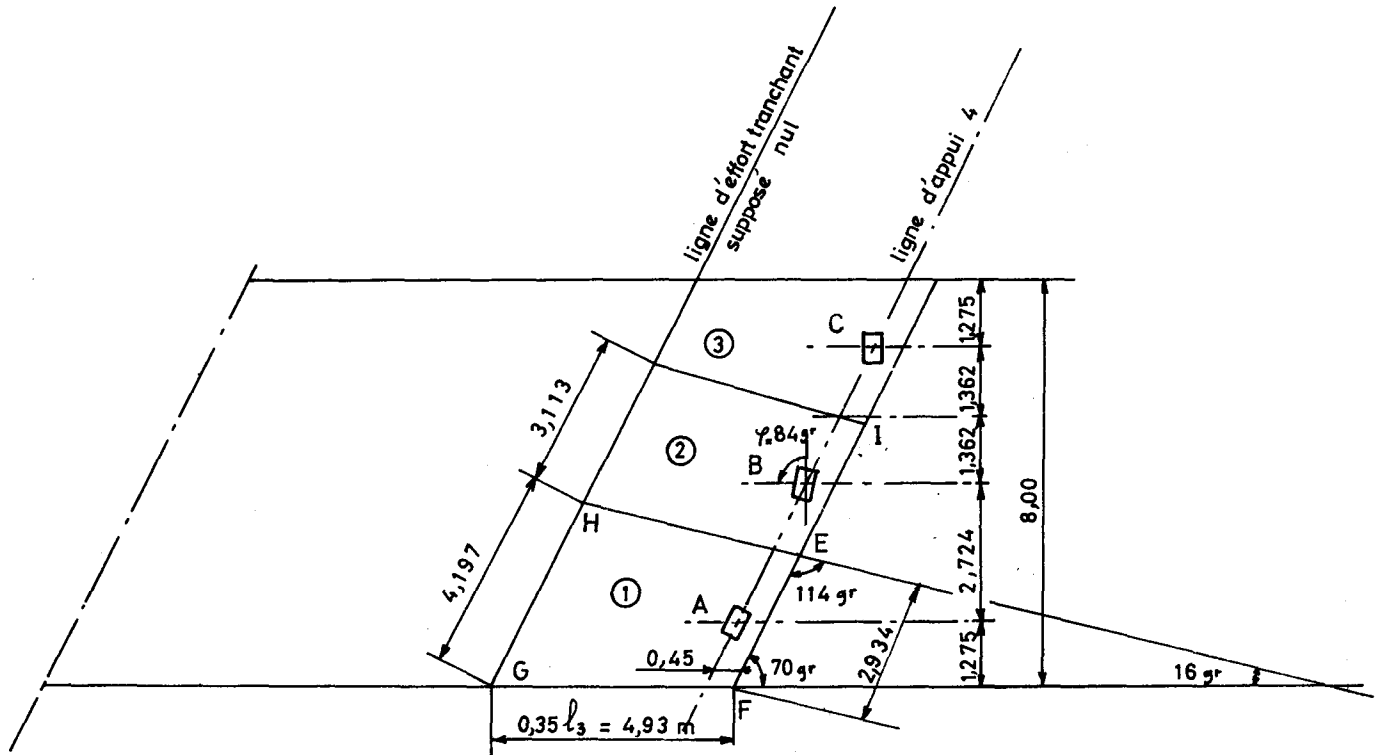 ligne d'effort tranchant
supposé nul
ligne d'appui 4
C
3
1,275
1,362
3,113
φ=84gr
1,362
I
2
B
8,00
H
E
4,197
114 gr
2,724
1
A
2,934
0,45
70 gr
1,275
16 gr
G
F
0,35 l₃ = 4,93 m